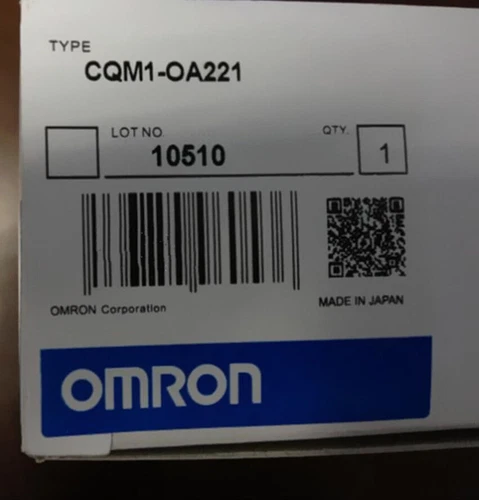 TYPE
CQM1-OA221
LOT NO. QTY.
10510 1
OMRON Corporation MADE IN JAPAN
OMRON